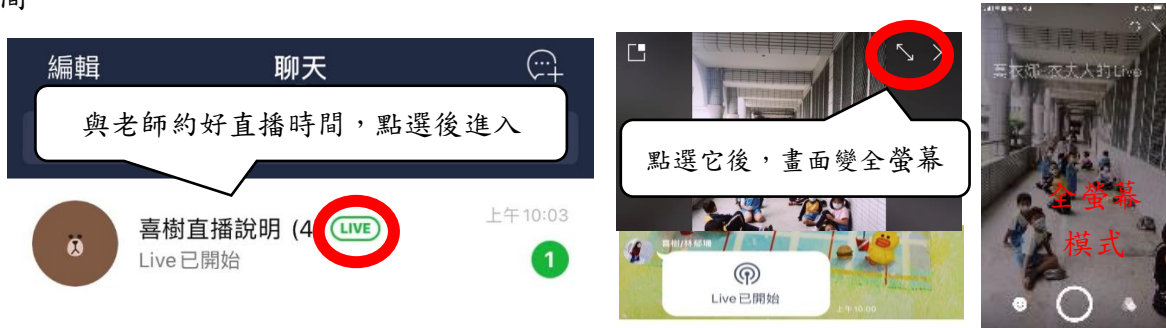 間
編輯
聊天
與老師約好直播時間，點選後進入
喜樹直播說明 (4
LIVE
上午10:03
Live已開始
1
點選它後，畫面變全螢幕
Live已開始
上午10:00
全螢幕
模式